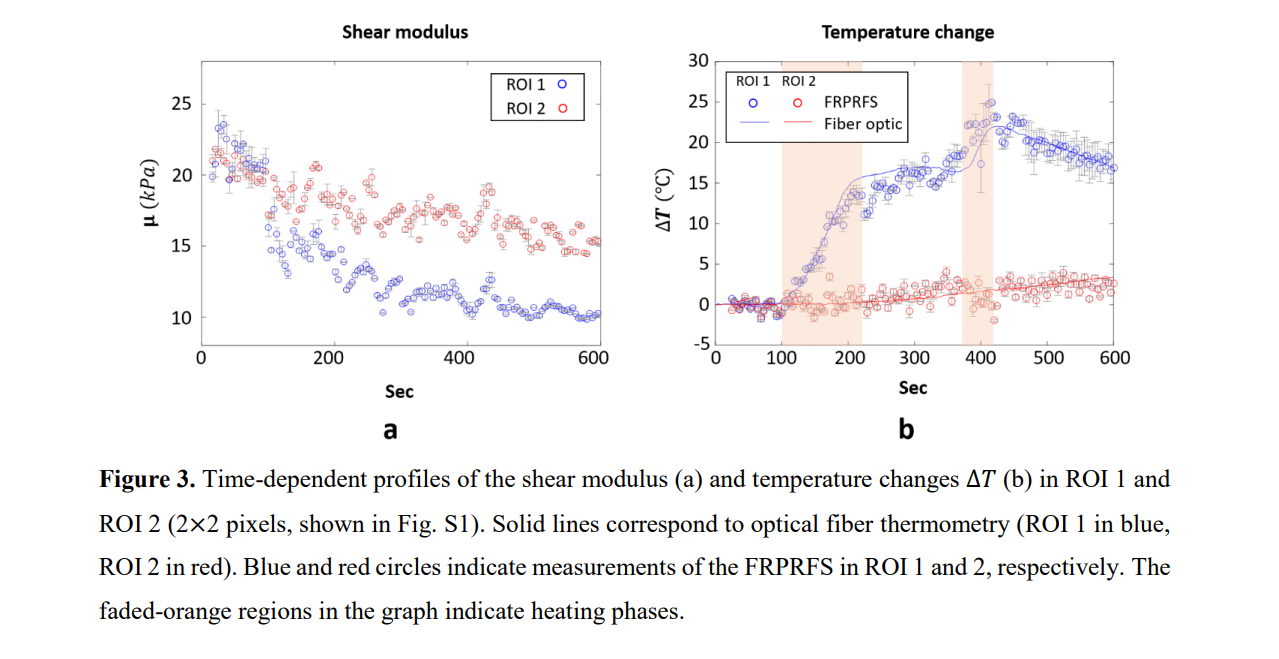 Shear modulus
Temperature change
ROI 1
ROI 2
25
20
15
10
μ (kPa)
0
200
400
600
Sec
a
30
25
20
15
10
5
0
-5
ΔT (°C)
ROI 1 ROI 2
FRPRFS
Fiber optic
0
100
200
300
400
500
600
Sec
b
Figure 3. Time-dependent profiles of the shear modulus (a) and temperature changes ΔT (b) in ROI 1 and
ROI 2 (2×2 pixels, shown in Fig. S1). Solid lines correspond to optical fiber thermometry (ROI 1 in blue,
ROI 2 in red). Blue and red circles indicate measurements of the FRPRFS in ROI 1 and 2, respectively. The
faded-orange regions in the graph indicate heating phases.